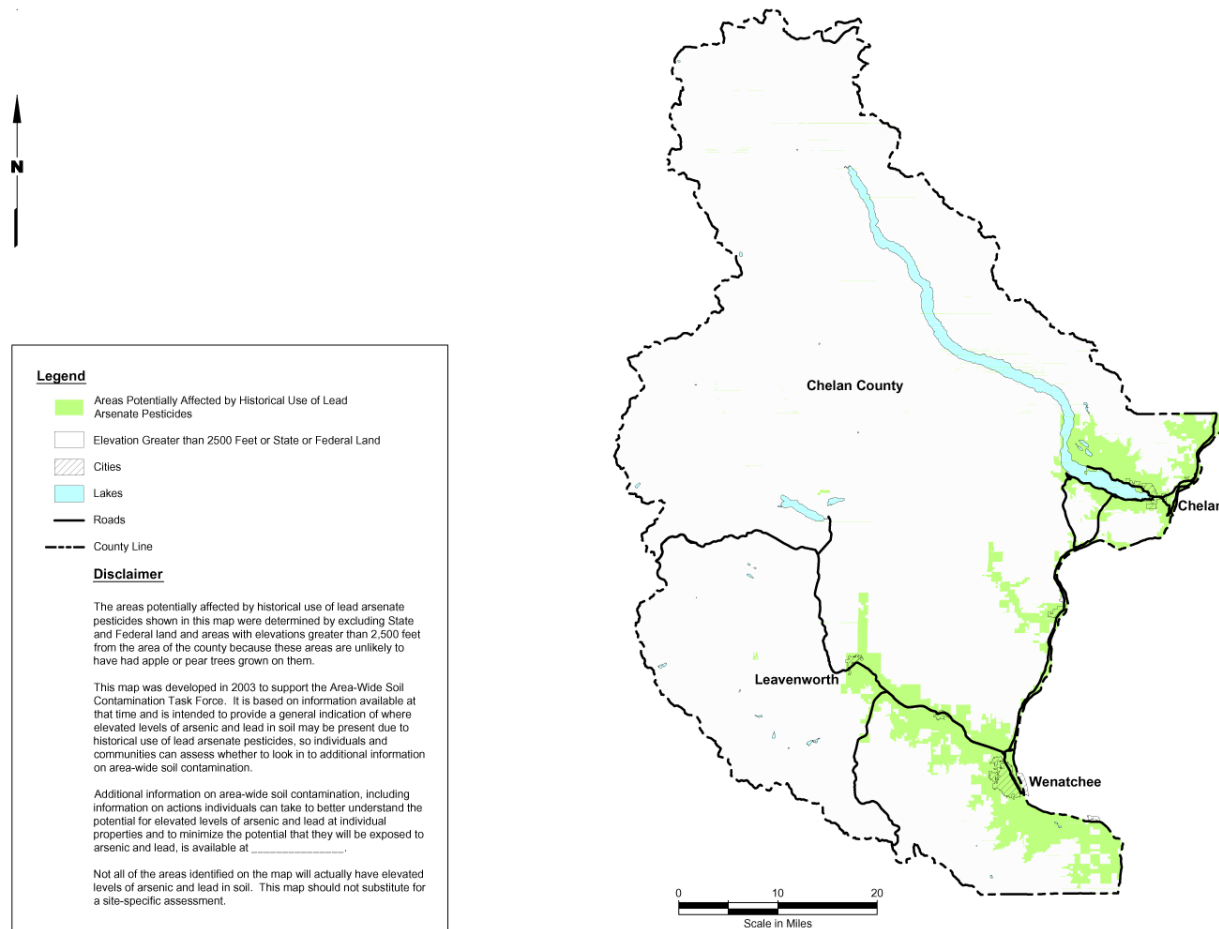 N
Legend
Areas Potentially Affected by Historical Use of Lead
Arsenate Pesticides
Elevation Greater than 2500 Feet or State or Federal Land
Cities
Lakes
Roads
County Line
Disclaimer
The areas potentially affected by historical use of lead arsenate
pesticides shown in this map were determined by excluding State
and Federal land and areas with elevations greater than 2,500 feet
from the area of the county because these areas are unlikely to
have had apple or pear trees grown on them.
This map was developed in 2003 to support the Area-Wide Soil
Contamination Task Force. It is based on information available at
that time and is intended to provide a general indication of where
elevated levels of arsenic and lead in soil may be present due to
historical use of lead arsenate pesticides, so individuals and
communities can assess whether to look in to additional information
on area-wide soil contamination.
Additional information on area-wide soil contamination, including
information on actions individuals can take to better understand the
potential for elevated levels of arsenic and lead at individual
properties and to minimize the potential that they will be exposed to
arsenic and lead, is available at _______________.
Not all of the areas identified on the map will actually have elevated
levels of arsenic and lead in soil. This map should not substitute for
a site-specific assessment.
Chelan County
Chelan
Leavenworth
Wenatchee
0 10 20
Scale in Miles